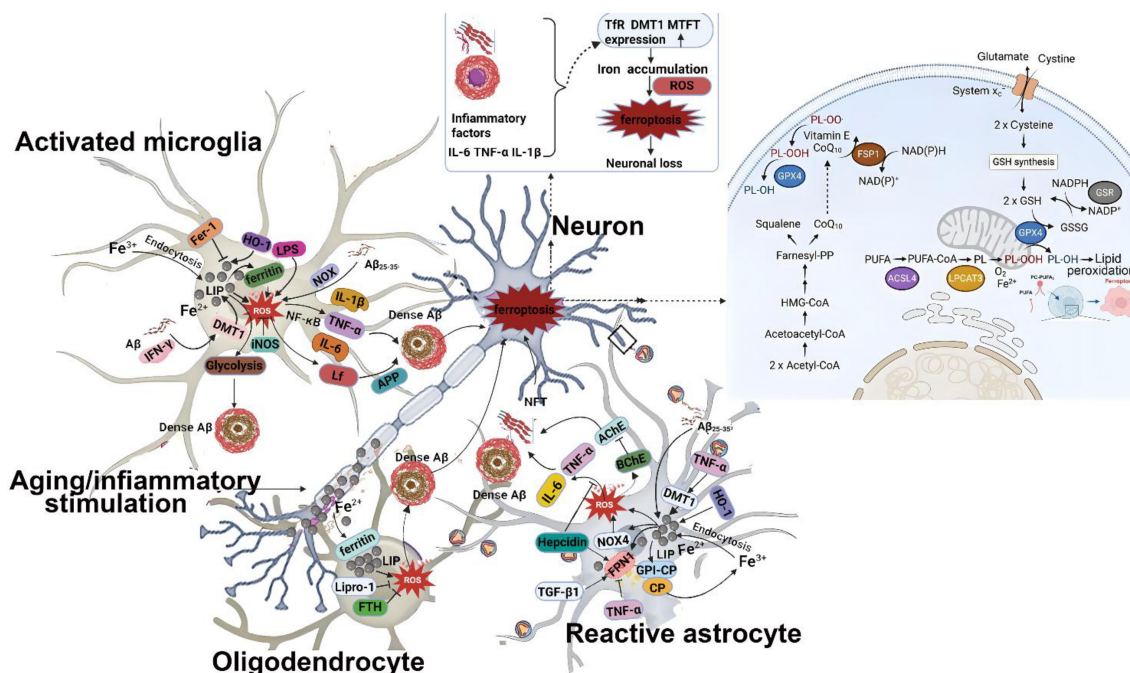 TfR DMT1 MTFT
expression
Iron accumulation
ROS
ferroptosis
Neuronal loss
Infiammatory
factors
IL-6 TNF-α IL-1β
Activated microglia
Fe³⁺
Endocytosis
Fer-1
HO-1
LPS
ferritin
NOX
Aβ₂₅₋₃₅,
LIP
Fe²⁺
ROS
IL-1β
NF-κB
TNF-α
DMT1
iNOS
IL-6
Aβ
IFN-γ
Glycolysis
Lf
APP
Dense Aβ
Dense Aβ
Neuron
ferroptosis
NFT
Glutamate
Cystine
System xc⁻
2 x Cysteine
GSH synthesis
2 x GSH
NADPH
GSR
NADP⁺
GSSG
GPX4
PL-OO·
PL-OOH
GPX4
PL-OH
Vitamin E
CoQ₁₀
FSP1
NAD(P)H
NAD(P)⁺
Squalene
CoQ₁₀
Farnesyl-PP
HMG-CoA
Acetoacetyl-CoA
2 x Acetyl-CoA
PUFA
PUFA-CoA
PL
PL-OOH
PL-OH
Lipid
peroxidation
ACSL4
LPCAT3
O₂
Fe²⁺
PC-PUFA₂
PUFA
Ferroptos
Aging/infiammatory
stimulation
Fe²⁺
ferritin
LIP
ROS
Lipro-1
FTH
Dense Aβ
Oligodendrocyte
Dense Aβ
AChE
BChE
TNF-α
IL-6
ROS
Aβ₂₅₋₃₅,
TNF-α
DMT1
HO-1
Hepcidin
NOX4
FPN1
LIP
Fe²⁺
Endocytosis
Fe³⁺
GPI-CP
CP
TGF-β1
TNF-α
Reactive astrocyte